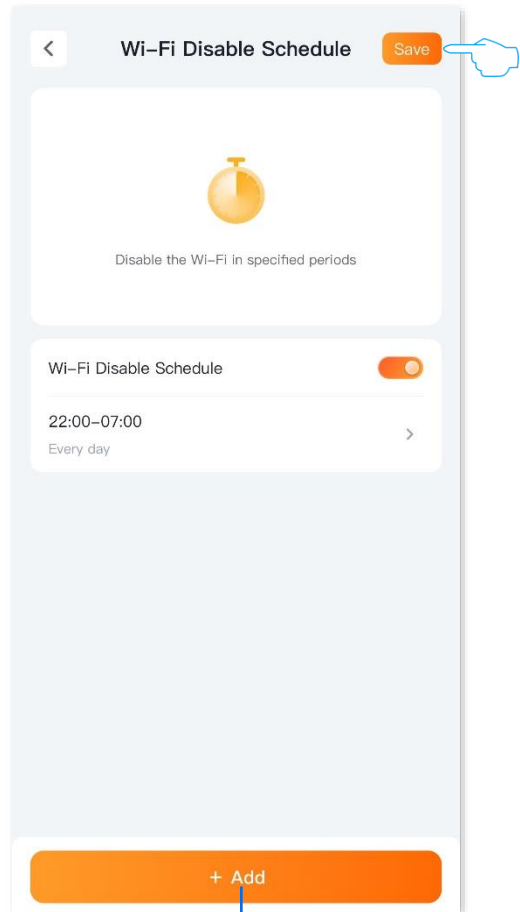 Wi-Fi Disable Schedule
Save
Disable the Wi-Fi in specified periods
Wi-Fi Disable Schedule
22:00-07:00
Every day
+ Add